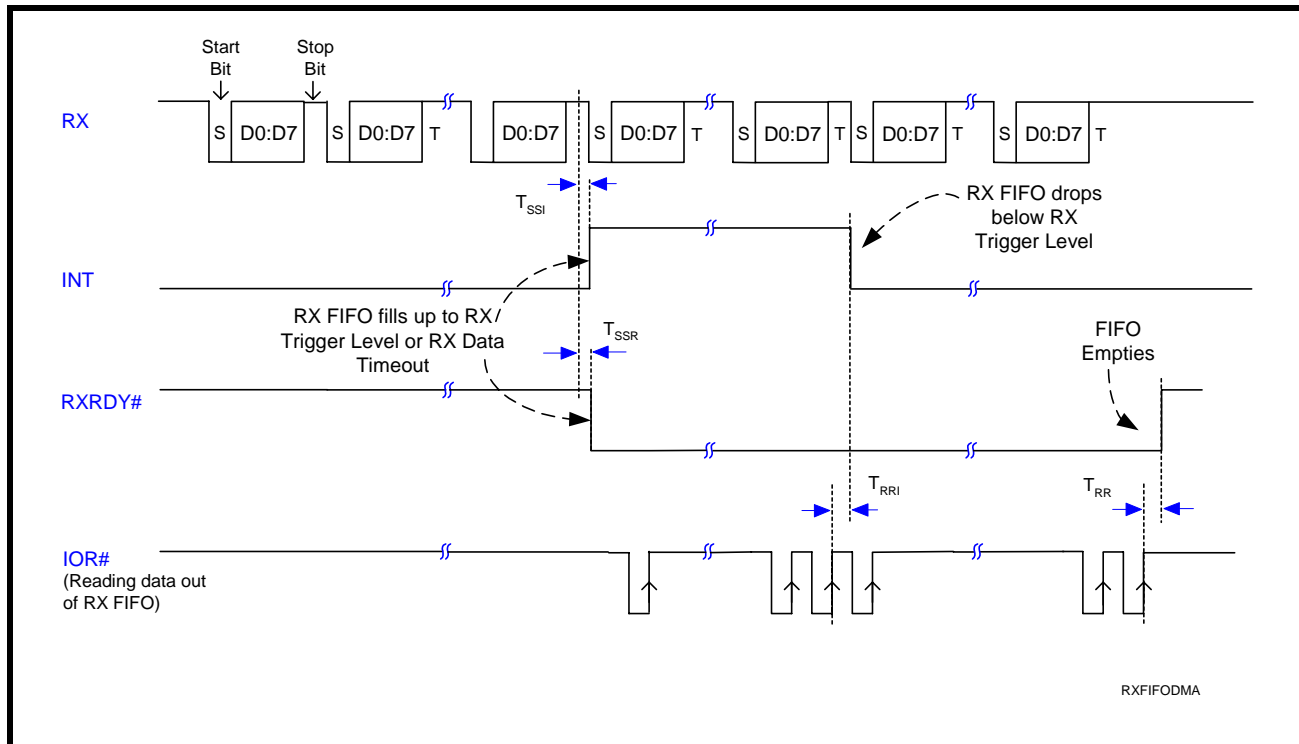 Start
Bit
Stop
Bit
RX
S D0:D7 S D0:D7 T D0:D7 S D0:D7 T S D0:D7 T S D0:D7 T S D0:D7 T
TSSI
RX FIFO drops
below RX
Trigger Level
INT
RX FIFO fills up to RX
Trigger Level or RX Data
Timeout
TSSR
FIFO
Empties
RXRDY#
TRRI
TRR
IOR#
(Reading data out
of RX FIFO)
RXFIFODMA